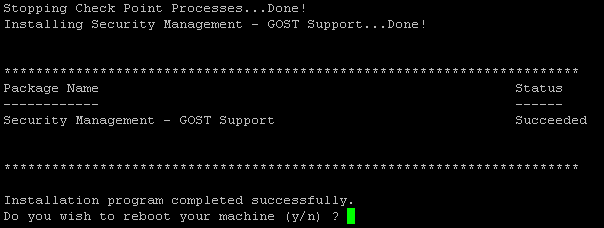 Stopping Check Point Processes...Done!
Installing Security Management - GOST Support...Done!
************************************************************************
Package Name Status
------------ ------
Security Management - GOST Support Succeeded
************************************************************************
Installation program completed successfully.
Do you wish to reboot your machine (y/n) ?